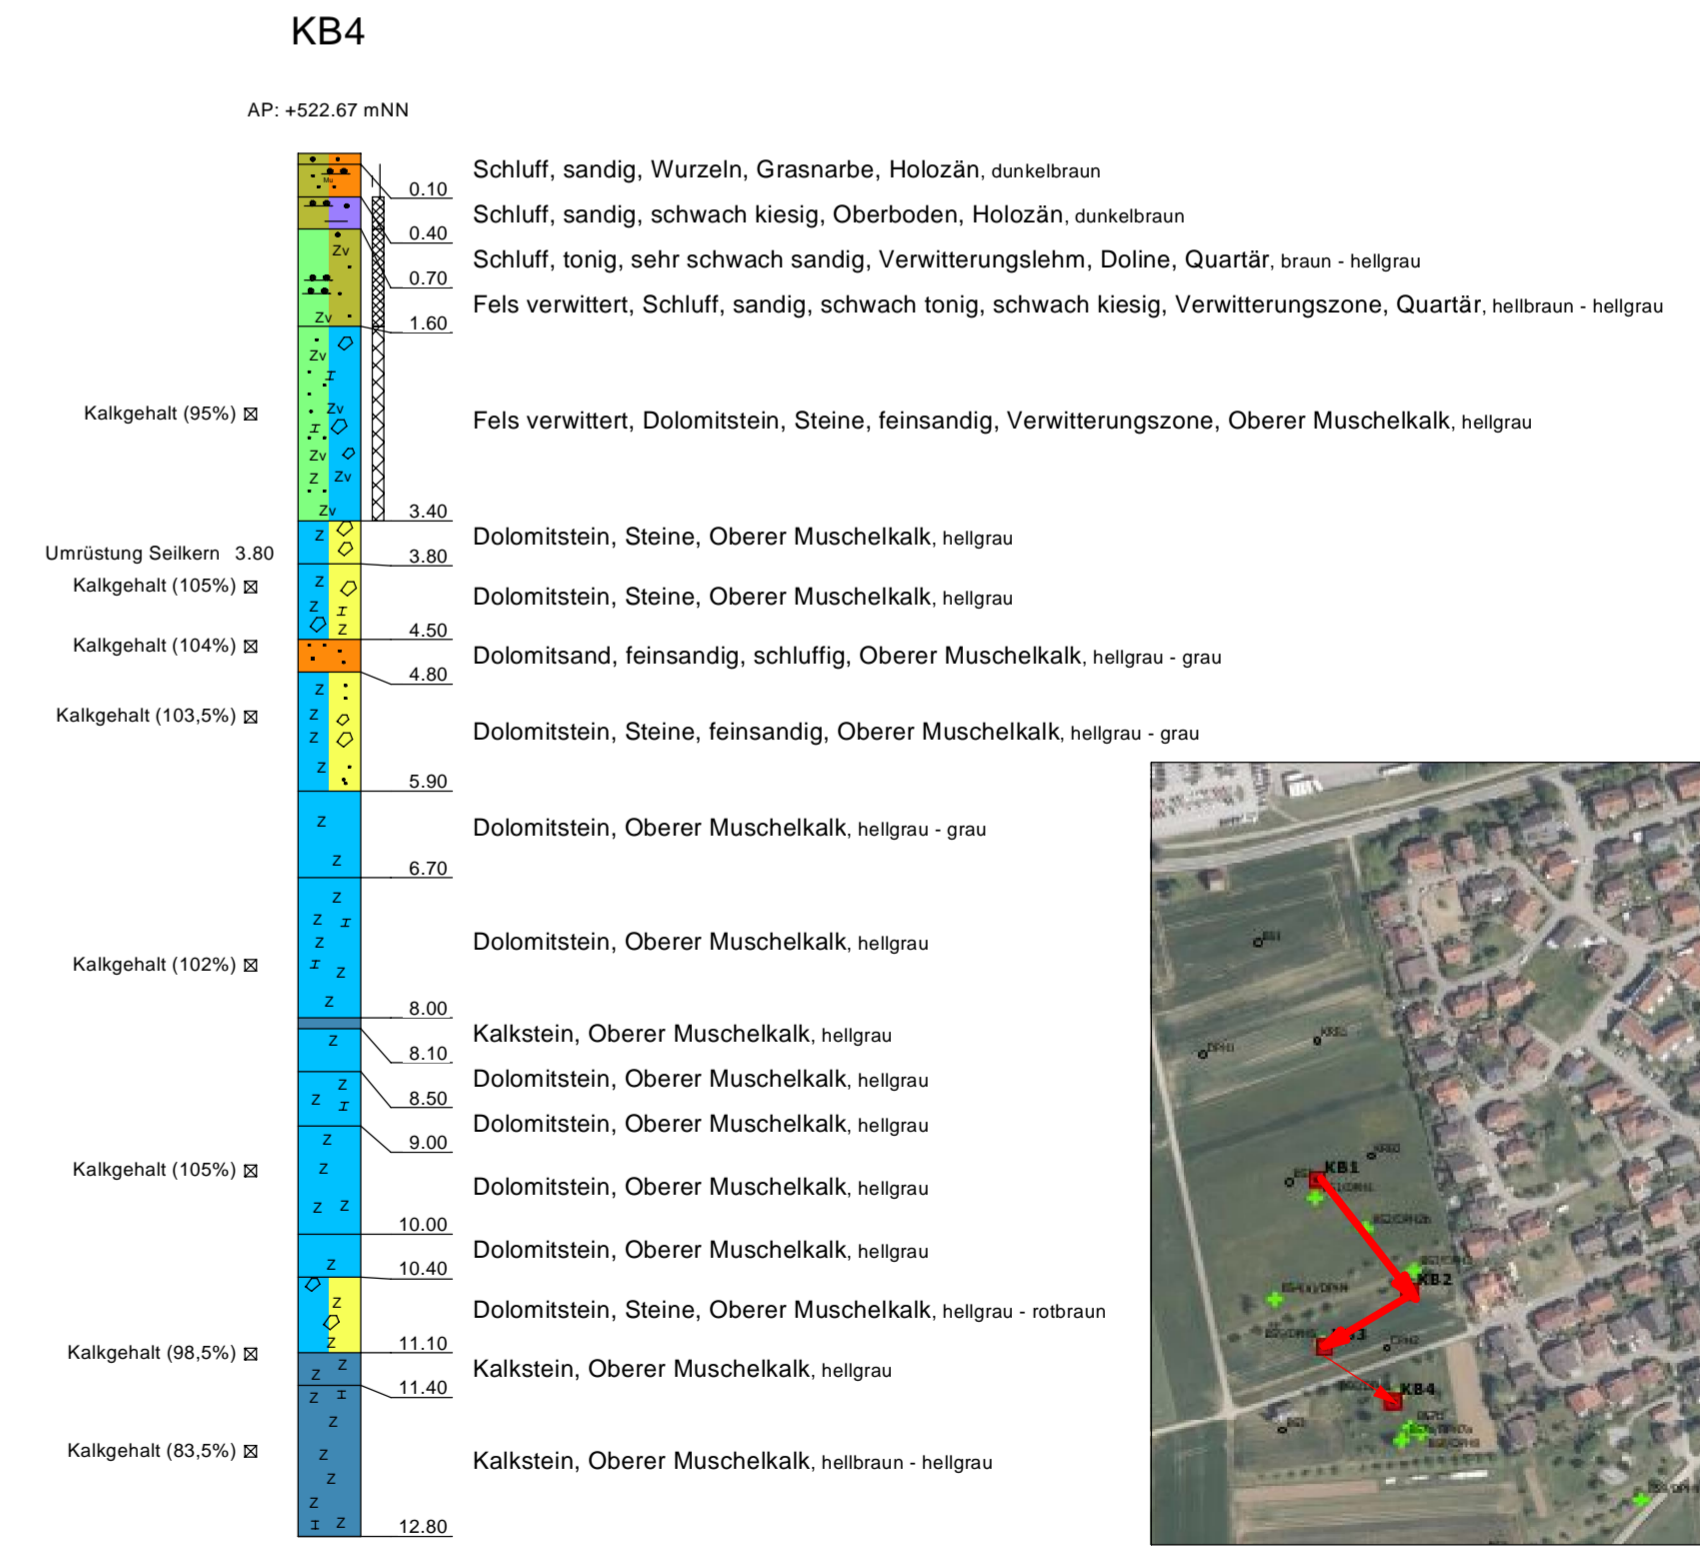 KB4
AP: +522.67 mNN
Schluff, sandig, Wurzeln, Grasnarbe, Holozän, dunkelbraun
0.10
Schluff, sandig, schwach kiesig, Oberboden, Holozän, dunkelbraun
0.40
Schluff, tonig, sehr schwach sandig, Verwitterungslehm, Doline, Quartär, braun - hellgrau
0.70
Fels verwittert, Schluff, sandig, schwach tonig, schwach kiesig, Verwitterungszone, Quartär, hellbraun - hellgrau
1.60
Kalkgehalt (95%)
Fels verwittert, Dolomitstein, Steine, feinsandig, Verwitterungszone, Oberer Muschelkalk, hellgrau
3.40
Dolomitstein, Steine, Oberer Muschelkalk, hellgrau
Umrüstung Seilkern 3.80
3.80
Kalkgehalt (105%)
Dolomitstein, Steine, Oberer Muschelkalk, hellgrau
4.50
Kalkgehalt (104%)
Dolomitsand, feinsandig, schluffig, Oberer Muschelkalk, hellgrau - grau
4.80
Kalkgehalt (103,5%)
Dolomitstein, Steine, feinsandig, Oberer Muschelkalk, hellgrau - grau
5.90
Dolomitstein, Oberer Muschelkalk, hellgrau - grau
6.70
Dolomitstein, Oberer Muschelkalk, hellgrau
Kalkgehalt (102%)
8.00
Kalkstein, Oberer Muschelkalk, hellgrau
8.10
Dolomitstein, Oberer Muschelkalk, hellgrau
8.50
Dolomitstein, Oberer Muschelkalk, hellgrau
9.00
Kalkgehalt (105%)
Dolomitstein, Oberer Muschelkalk, hellgrau
10.00
Dolomitstein, Oberer Muschelkalk, hellgrau
10.40
Dolomitstein, Steine, Oberer Muschelkalk, hellgrau - rotbraun
11.10
Kalkgehalt (98,5%)
Kalkstein, Oberer Muschelkalk, hellgrau
11.40
Kalkgehalt (83,5%)
Kalkstein, Oberer Muschelkalk, hellbraun - hellgrau
12.80
KB1
KB2
KB4